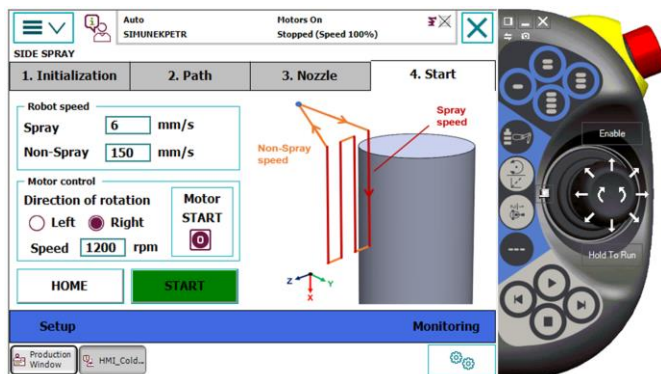 Auto
SIMUNEKPETR
Motors On
Stopped (Speed 100%)
SIDE SPRAY
1. Initialization
2. Path
3. Nozzle
4. Start
Robot speed
Spray 6 mm/s
Non-Spray 150 mm/s
Motor control
Direction of rotation
Left Right
Speed 1200 rpm
Motor
START
0
HOME
START
Spray
speed
Non-Spray
speed
Z
Y
X
Setup
Monitoring
Production
Window
HMI_Cold...
Enable
Hold To Run